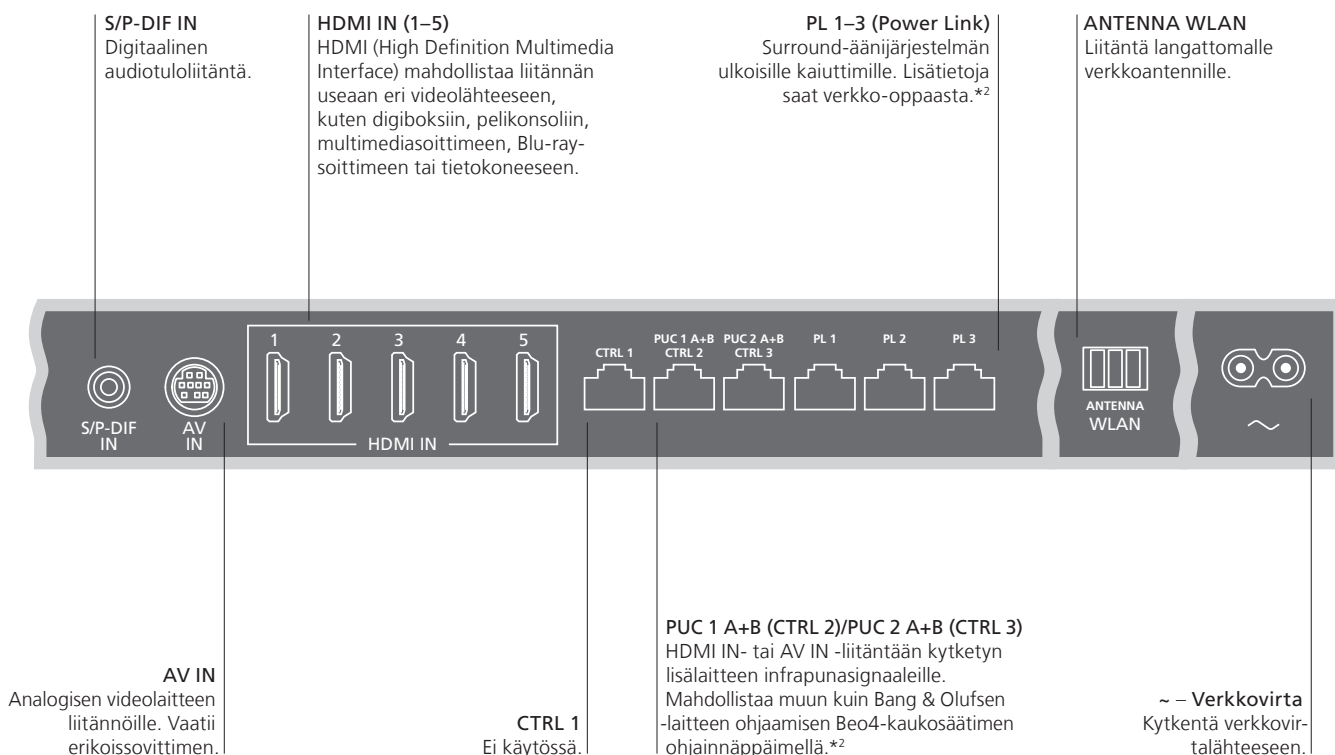 S/P-DIF IN
Digitaalinen
audiotuloliitäntä.
HDMI IN (1–5)
HDMI (High Definition Multimedia
Interface) mahdollistaa liitännän
useaan eri videolähteeseen,
kuten digiboksiin, pelikonsoliin,
multimediasoittimeen, Blu-ray-
soittimeen tai tietokoneeseen.
PL 1–3 (Power Link)
Surround-äänijärjestelmän
ulkoisille kaiuttimille. Lisätietoja
saat verkko-oppaasta.*2
ANTENNA WLAN
Liitäntä langattomalle
verkkoantennille.
S/P-DIF
IN
AV
IN
1 2 3 4 5
HDMI IN
CTRL 1
PUC 1 A+B
CTRL 2
PUC 2 A+B
CTRL 3
PL 1
PL 2
PL 3
ANTENNA
WLAN
~
AV IN
Analogisen videolaitteen
liitännöille. Vaatii
erikoissovittimen.
CTRL 1
Ei käytössä.
PUC 1 A+B (CTRL 2)/PUC 2 A+B (CTRL 3)
HDMI IN- tai AV IN -liitäntään kytketyn
lisälaitteen infrapunasignaaleille.
Mahdollistaa muun kuin Bang & Olufsen
-laitteen ohjaamisen Beo4-kaukosäätimen
ohjainnäppäimellä.*2
~ – Verkkovirta
Kytkentä verkkovir-
talähteeseen.